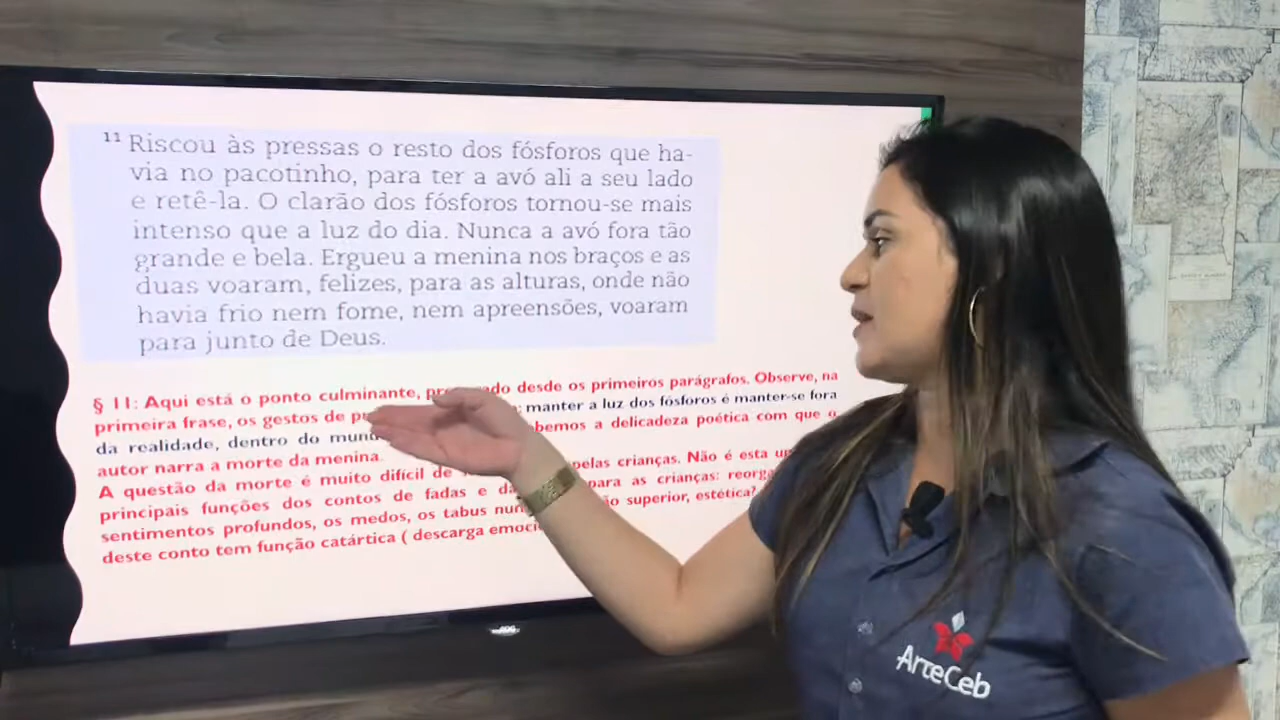 11 Riscou às pressas o resto dos fósforos que ha-
via no pacotinho, para ter a avó ali a seu lado
e retê-la. O clarão dos fósforos tornou-se mais
intenso que a luz do dia. Nunca a avó fora tão
grande e bela. Ergueu a menina nos braços e as
duas voaram, felizes, para as alturas, onde não
havia frio nem fome, nem apreensões, voaram
para junto de Deus.
§ 11: Aqui está o ponto culminante, desde os primeiros parágrafos. Observe, na
primeira frase, os gestos de manter a luz dos fósforos é manter-se fora
da realidade, dentro do a delicadeza poética com que o
autor narra a morte da menina.
A questão da morte é muito difícil de pelas crianças. Não é esta
principais funções dos contos de fadas e para as crianças:
sentimentos profundos, os medos, os tabus superior, estética?
deste conto tem função catártica ( descarga
AOC
ArteCeb